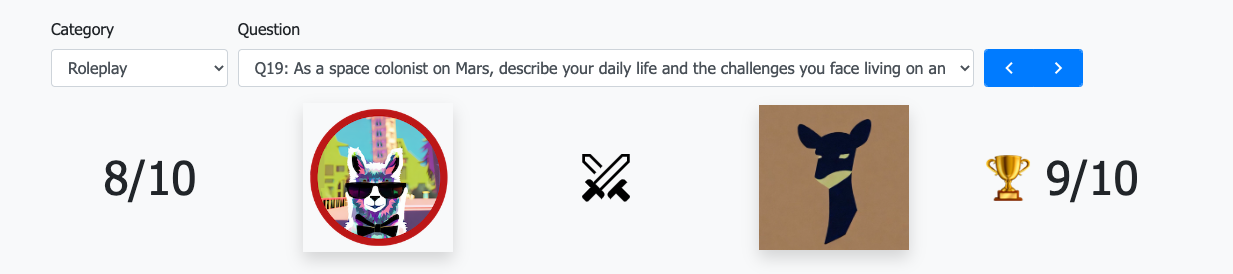 Category
Question
Roleplay
Q19: As a space colonist on Mars, describe your daily life and the challenges you face living on an
8/10
9/10